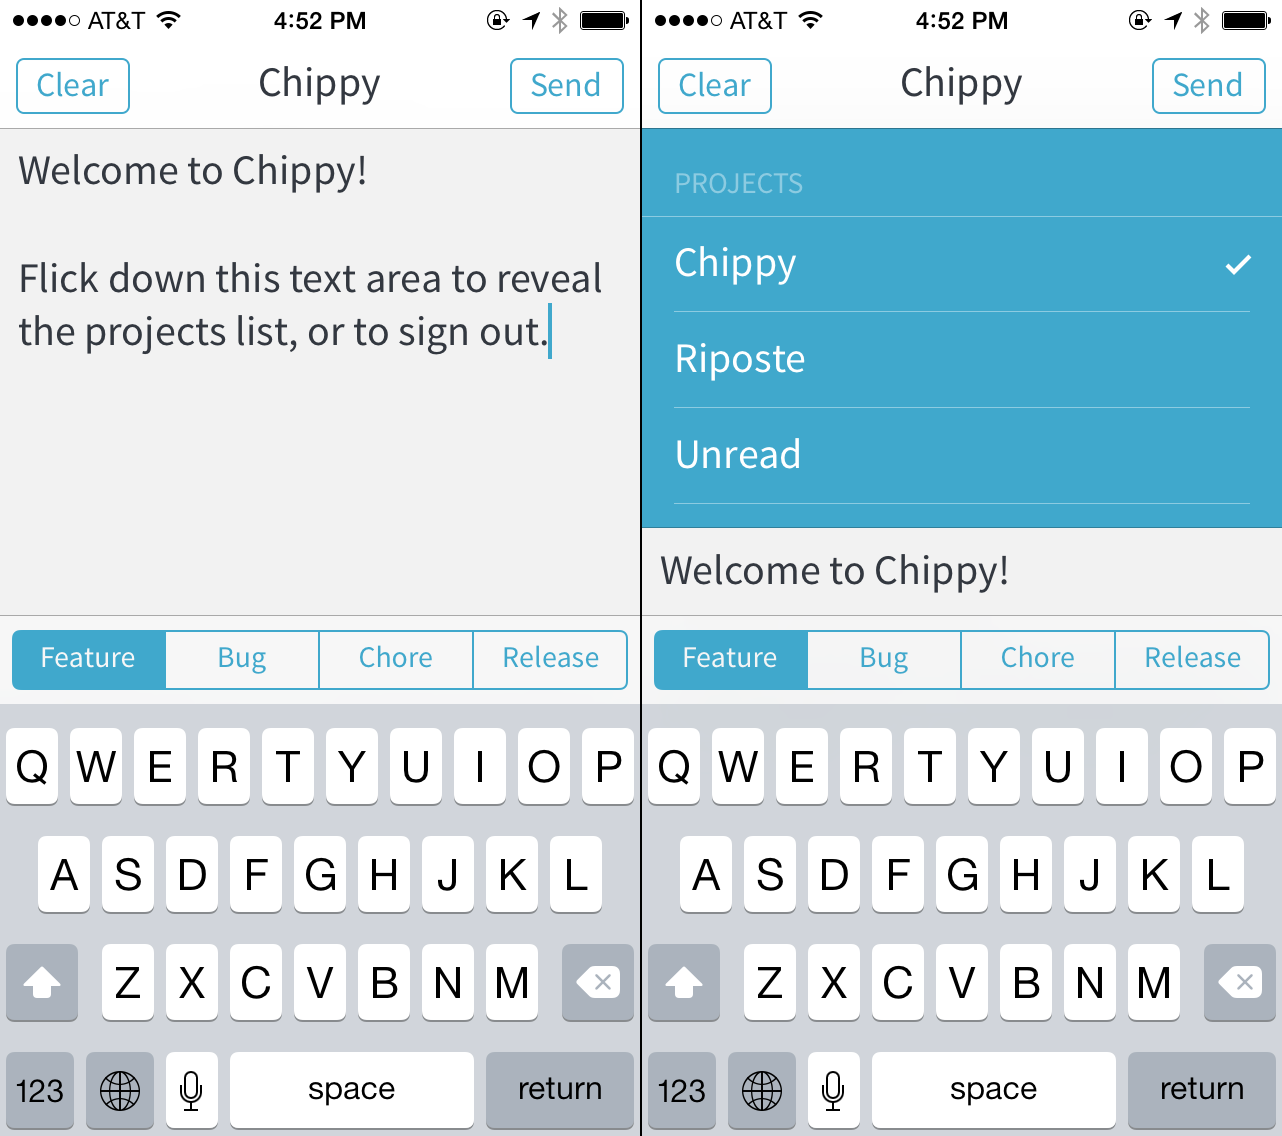 AT&T 4:52 PM
Clear Chippy Send
Welcome to Chippy!
Flick down this text area to reveal
the projects list, or to sign out.
Feature Bug Chore Release
Q W E R T Y U I O P
A S D F G H J K L
Z X C V B N M
123 space return
AT&T 4:52 PM
Clear Chippy Send
PROJECTS
Chippy
Riposte
Unread
Welcome to Chippy!
Feature Bug Chore Release
Q W E R T Y U I O P
A S D F G H J K L
Z X C V B N M
123 space return